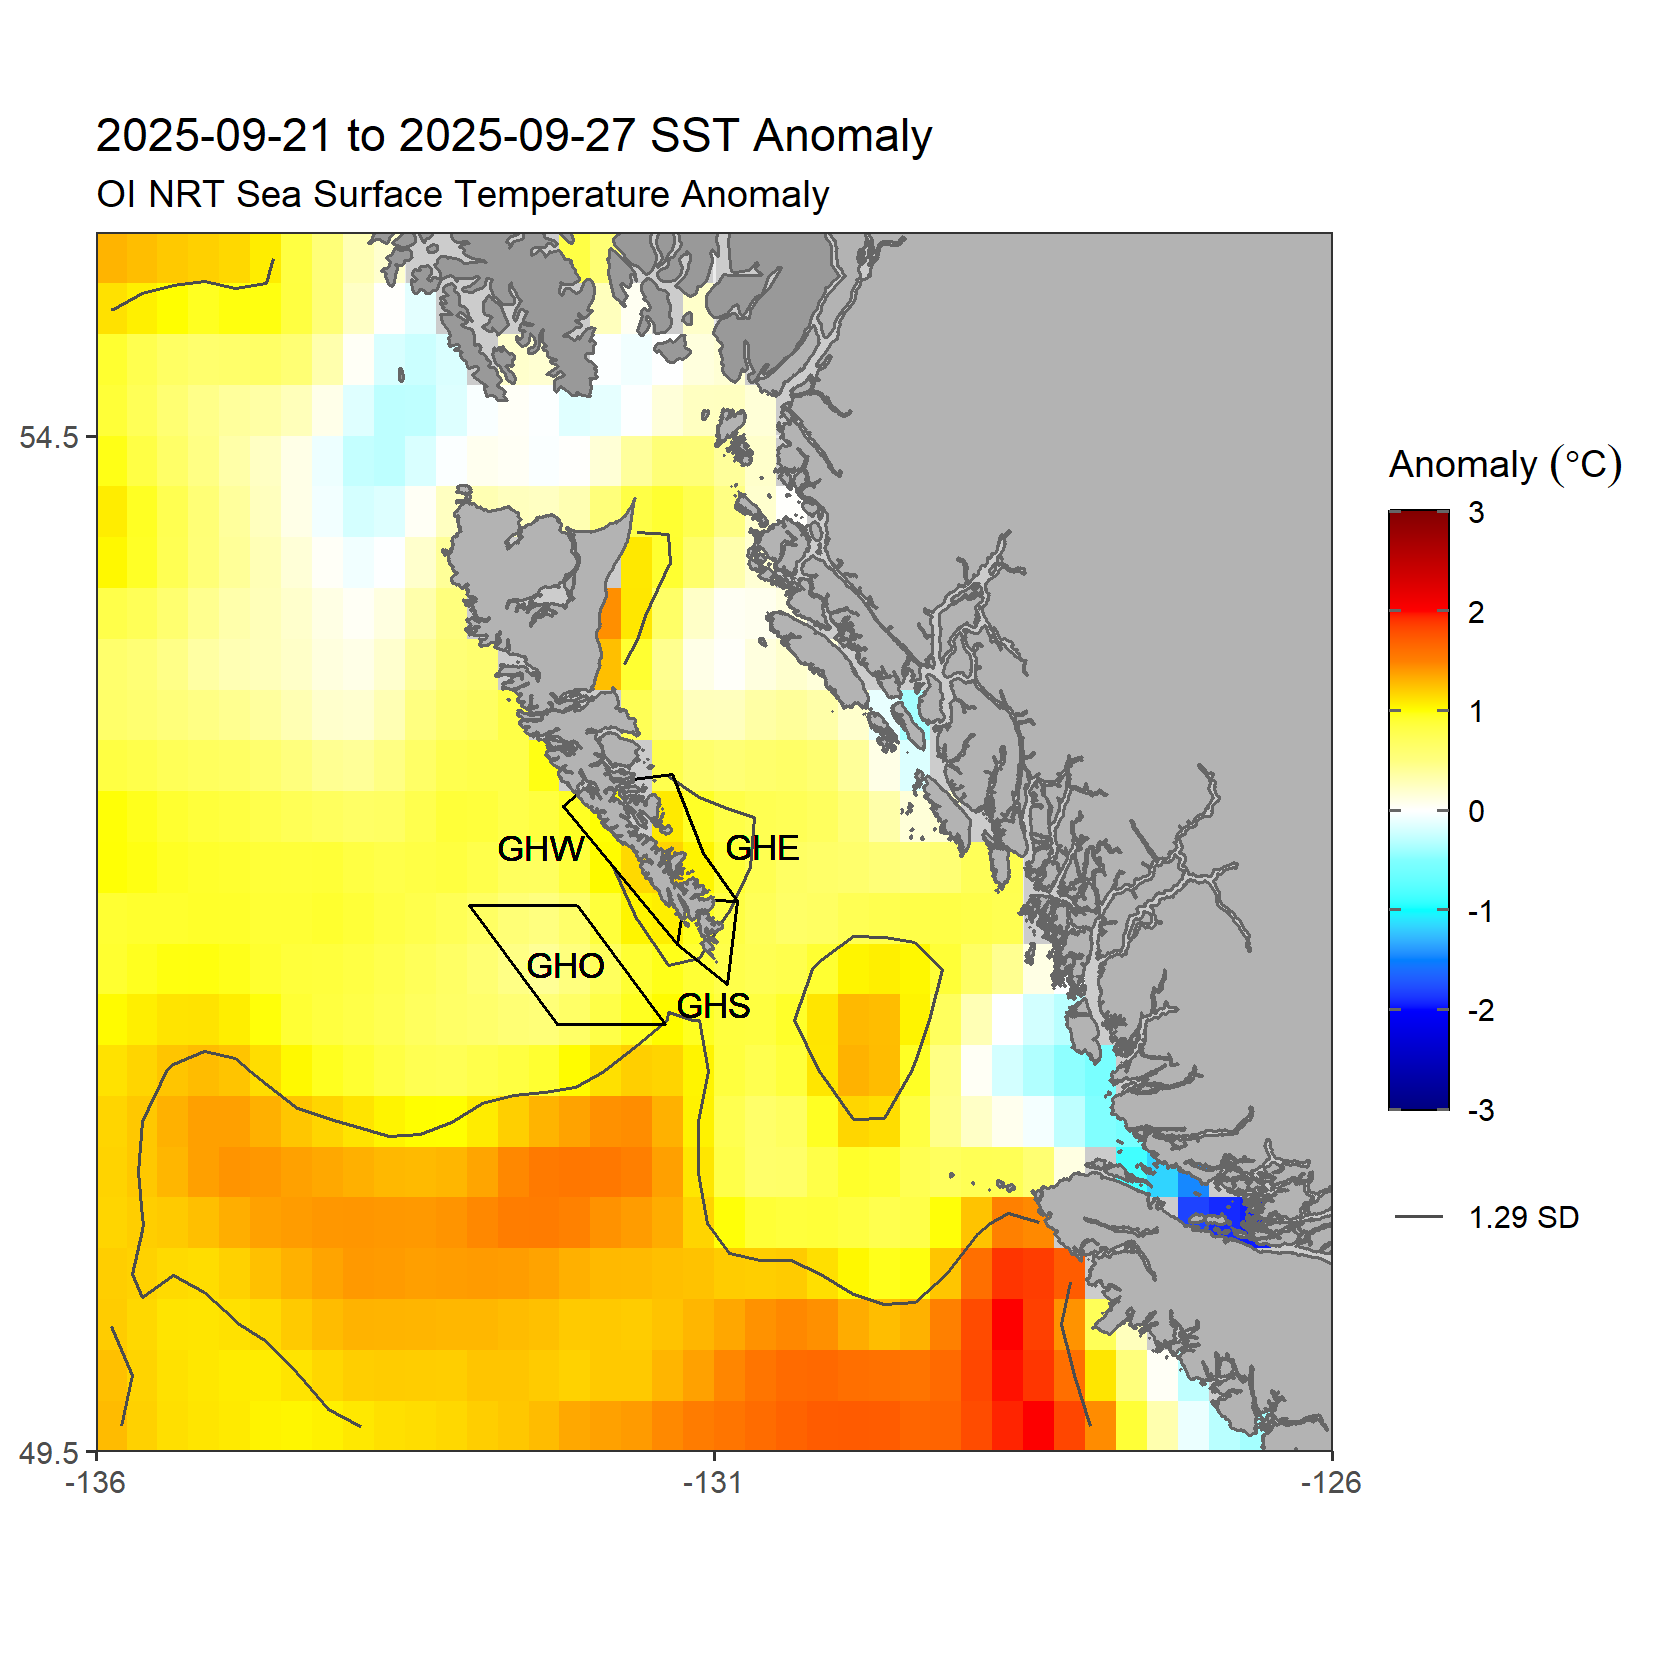 2025-09-21 to 2025-09-27 SST Anomaly
OI NRT Sea Surface Temperature Anomaly
54.5
49.5
-136
-131
-126
GHW
GHE
GHO
GHS
Anomaly (°C)
3
2
1
0
-1
-2
-3
1.29 SD